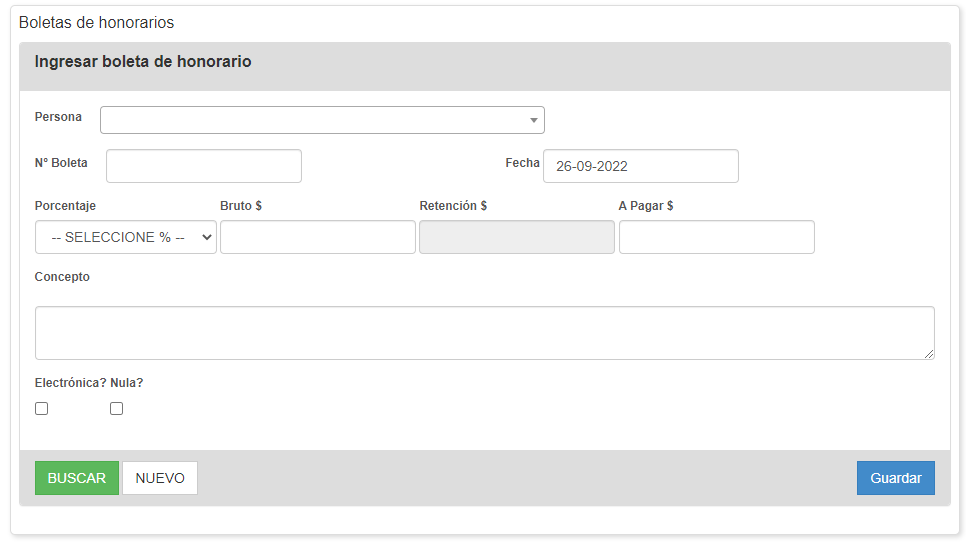 Boletas de honorarios
Ingresar boleta de honorario
Persona
N° Boleta
Fecha 26-09-2022
Porcentaje Bruto $ Retención $ A Pagar $
-- SELECCIONE % --
Concepto
Electrónica? Nula?
BUSCAR NUEVO Guardar